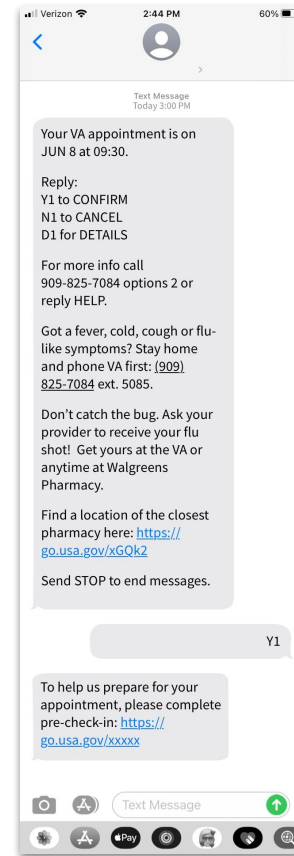 Verizon 2:44 PM 60%
Text Message
Today 3:00 PM
Your VA appointment is on
JUN 8 at 09:30.
Reply:
Y1 to CONFIRM
N1 to CANCEL
D1 for DETAILS
For more info call
909-825-7084 options 2 or
reply HELP.
Got a fever, cold, cough or flu-
like symptoms? Stay home
and phone VA first: (909)
825-7084 ext. 5085.
Don’t catch the bug. Ask your
provider to receive your flu
shot! Get yours at the VA or
anytime at Walgreens
Pharmacy.
Find a location of the closest
pharmacy here: https://
go.usa.gov/xGQk2
Send STOP to end messages.
Y1
To help us prepare for your
appointment, please complete
pre-check-in: https://
go.usa.gov/xxxxx
Text Message
Pay